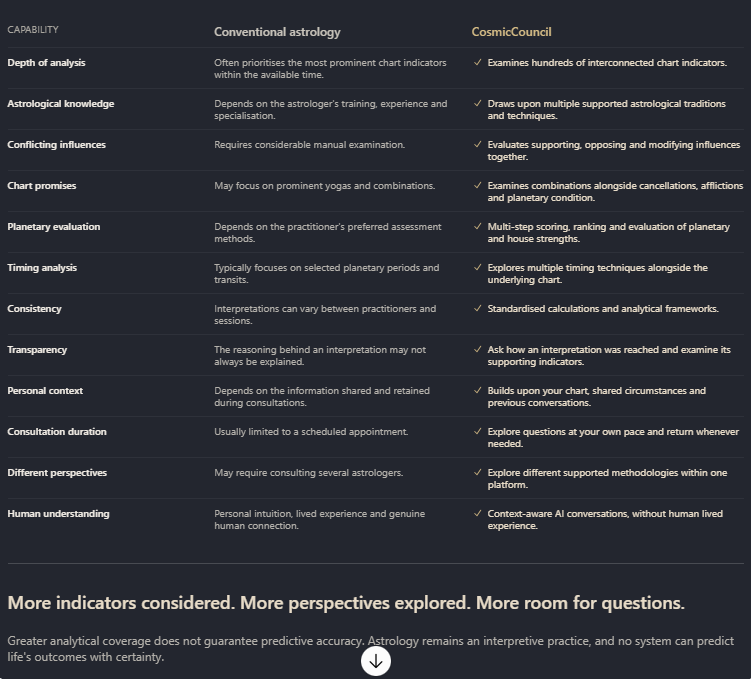 CAPABILITY Conventional astrology CosmicCouncil
Depth of analysis Often prioritises the most prominent chart indicators ✓ Examines hundreds of interconnected chart indicators.
within the available time.
Astrological knowledge Depends on the astrologer's training, experience and ✓ Draws upon multiple supported astrological traditions
specialisation. and techniques.
Conflicting influences Requires considerable manual examination. ✓ Evaluates supporting, opposing and modifying influences
together.
Chart promises May focus on prominent yogas and combinations. ✓ Examines combinations alongside cancellations, afflictions
and planetary condition.
Planetary evaluation Depends on the practitioner's preferred assessment ✓ Multi-step scoring, ranking and evaluation of planetary
methods. and house strengths.
Timing analysis Typically focuses on selected planetary periods and ✓ Explores multiple timing techniques alongside the
transits. underlying chart.
Consistency Interpretations can vary between practitioners and ✓ Standardised calculations and analytical frameworks.
sessions.
Transparency The reasoning behind an interpretation may not ✓ Ask how an interpretation was reached and examine its
always be explained. supporting indicators.
Personal context Depends on the information shared and retained ✓ Builds upon your chart, shared circumstances and
during consultations. previous conversations.
Consultation duration Usually limited to a scheduled appointment. ✓ Explore questions at your own pace and return whenever
needed.
Different perspectives May require consulting several astrologers. ✓ Explore different supported methodologies within one
platform.
Human understanding Personal intuition, lived experience and genuine ✓ Context-aware AI conversations, without human lived
human connection. experience.
More indicators considered. More perspectives explored. More room for questions.
Greater analytical coverage does not guarantee predictive accuracy. Astrology remains an interpretive practice, and no system can predict
life's outcomes with certainty.